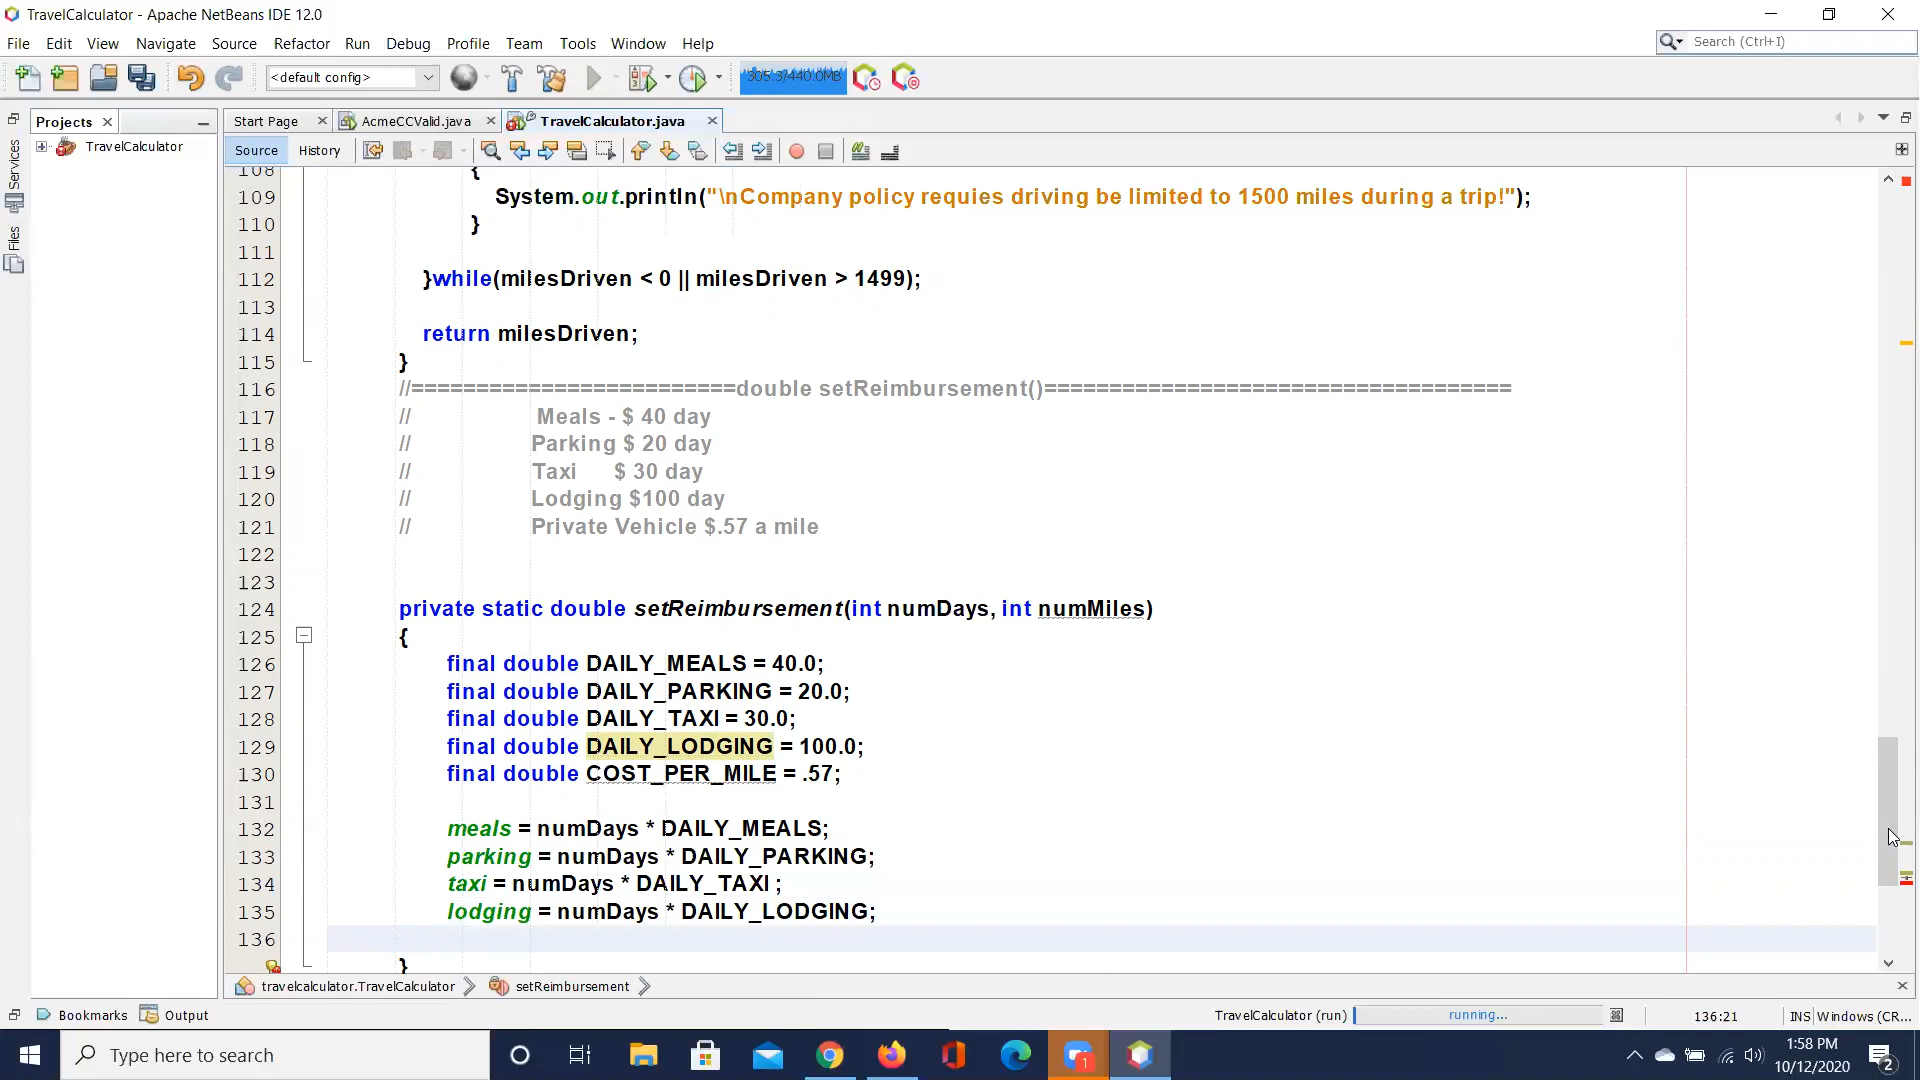 TravelCalculator - Apache NetBeans IDE 12.0
File Edit View Navigate Source Refactor Run Debug Profile Team Tools Window Help
Search (Ctrl+I)
<default config>
305.3/440.0MB
Projects
Start Page
AcmeCCValid.java
TravelCalculator.java
TravelCalculator
Source
History
Services
Files
108 {
109 System.out.println("\nCompany policy requies driving be limited to 1500 miles during a trip!");
110 }
111
112 }while(milesDriven < 0 || milesDriven > 1499);
113
114 return milesDriven;
115 }
116 //=========================double setReimbursement()====================================
117 // Meals - $ 40 day
118 // Parking $ 20 day
119 // Taxi $ 30 day
120 // Lodging $100 day
121 // Private Vehicle $.57 a mile
122
123
124 private static double setReimbursement(int numDays, int numMiles)
125 {
126 final double DAILY_MEALS = 40.0;
127 final double DAILY_PARKING = 20.0;
128 final double DAILY_TAXI = 30.0;
129 final double DAILY_LODGING = 100.0;
130 final double COST_PER_MILE = .57;
131
132 meals = numDays * DAILY_MEALS;
133 parking = numDays * DAILY_PARKING;
134 taxi = numDays * DAILY_TAXI ;
135 lodging = numDays * DAILY_LODGING;
136
}
travelcalculator.TravelCalculator
setReimbursement
Bookmarks
Output
TravelCalculator (run)
running...
136:21
INS
Windows (CR...
Type here to search
1
1:58 PM
10/12/2020
2